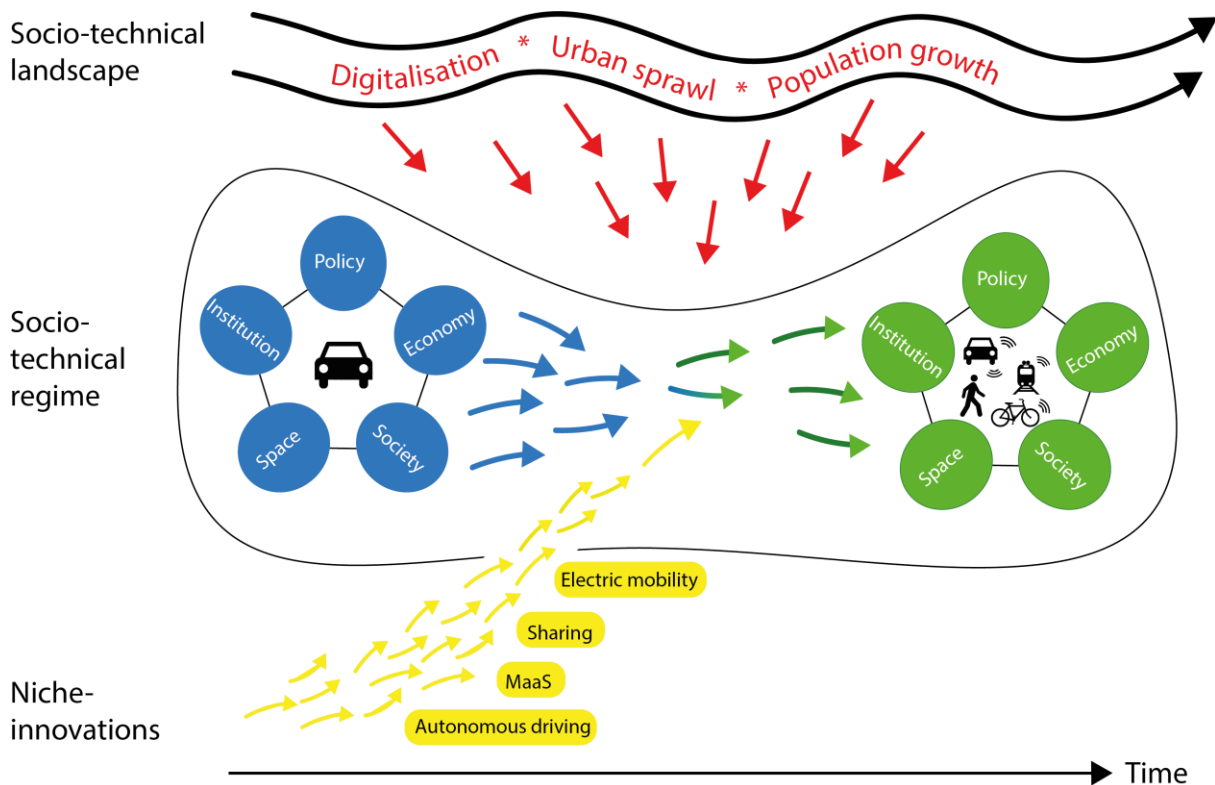 Socio-technical
landscape
Digitalisation * Urban sprawl * Population growth
Socio-
technical
regime
Policy
Institution
Economy
Space
Society
Policy
Institution
Economy
Space
Society
Electric mobility
Sharing
MaaS
Autonomous driving
Niche-
innovations
Time